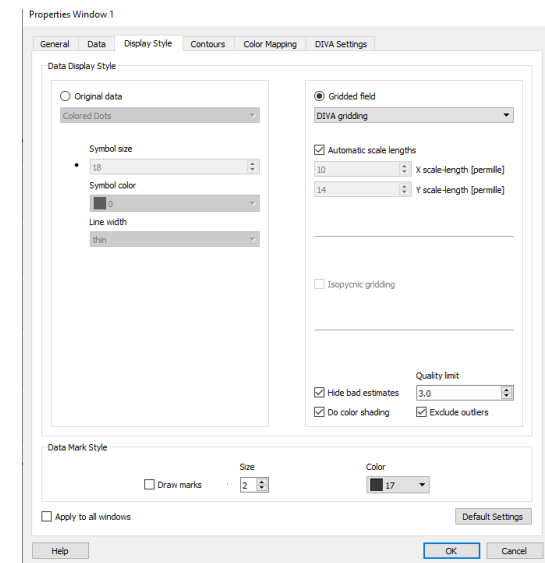 Properties Window 1
General Data Display Style Contours Color Mapping DIVA Settings
Data Display Style
Original data
Colored Dots
Symbol size
18
Symbol color
0
Line width
thin
Gridded field
DIVA gridding
Automatic scale lengths
10 X scale-length [permille]
14 Y scale-length [permille]
Isopycnic gridding
Quality limit
Hide bad estimates 3.0
Do color shading Exclude outliers
Data Mark Style
Size Color
Draw marks 2 17
Apply to all windows Default Settings
Help OK Cancel